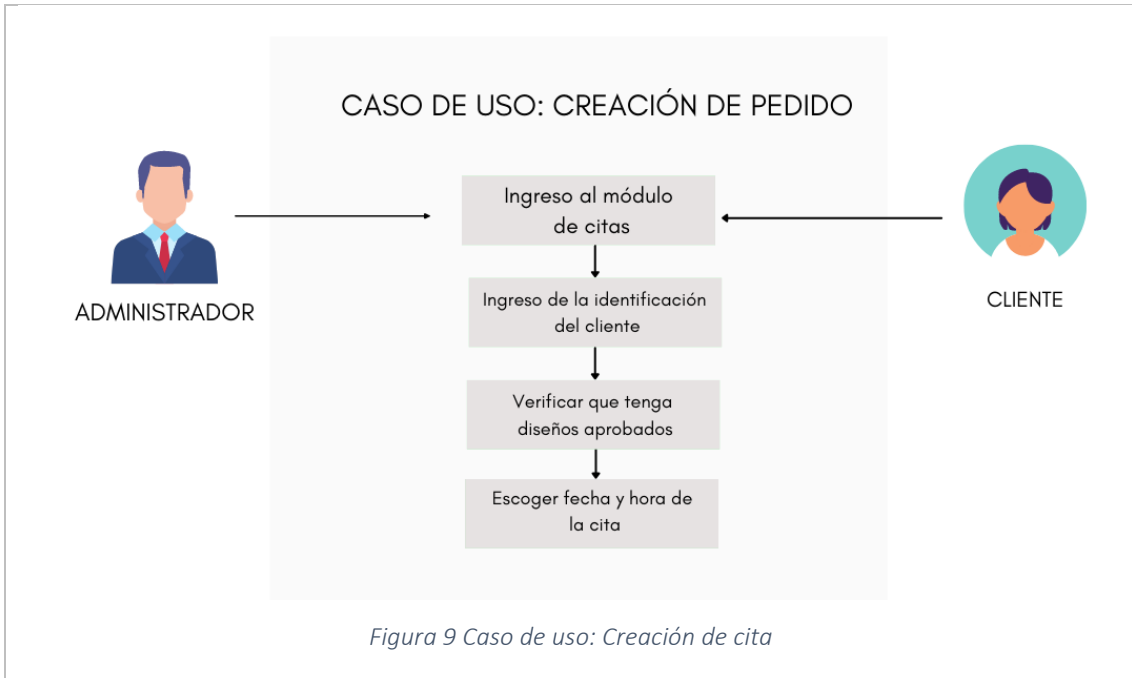 CASO DE USO: CREACIÓN DE PEDIDO
Ingreso al módulo
de citas
ADMINISTRADOR
CLIENTE
Ingreso de la identificación
del cliente
Verificar que tenga
diseños aprobados
Escoger fecha y hora de
la cita
Figura 9 Caso de uso: Creación de cita